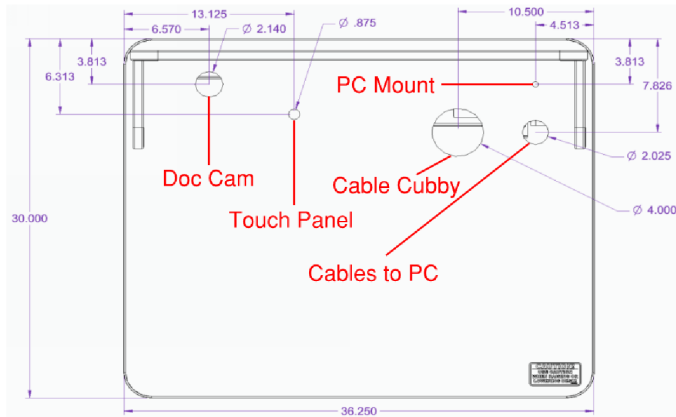 13.125
6.570
Ø 2.140
Ø .875
10.500
4.513
3.813
6.313
3.813
7.826
PC Mount
Doc Cam
Touch Panel
Cable Cubby
Cables to PC
Ø 2.025
Ø 4.000
30.000
36.250